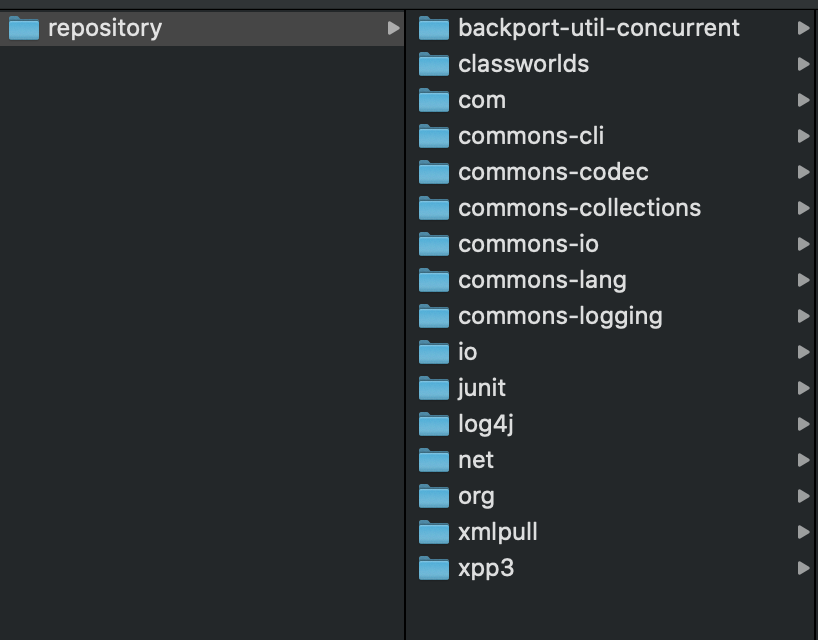 repository
backport-util-concurrent
classworlds
com
commons-cli
commons-codec
commons-collections
commons-io
commons-lang
commons-logging
io
junit
log4j
net
org
xmlpull
xpp3